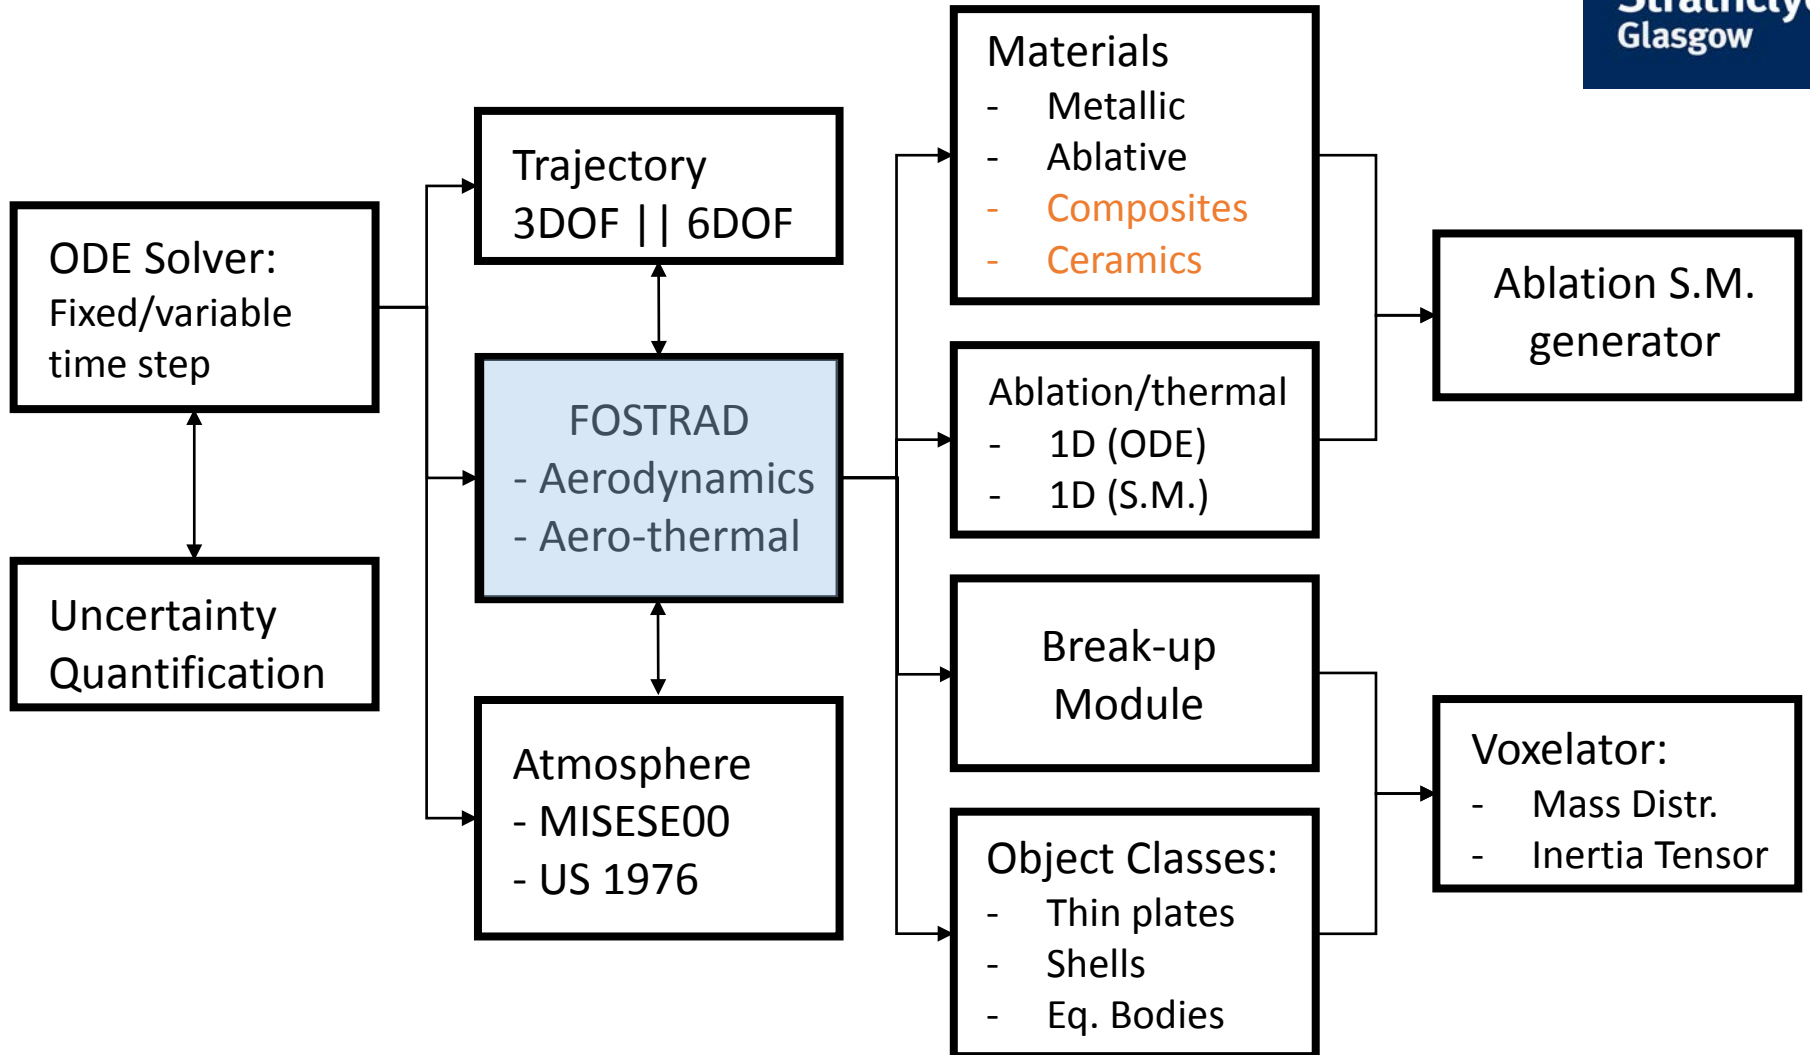 Glasgow
ODE Solver:
Fixed/variable
time step
Uncertainty
Quantification
Trajectory
3DOF || 6DOF
FOSTRAD
- Aerodynamics
- Aero-thermal
Atmosphere
- MISESE00
- US 1976
Materials
- Metallic
- Ablative
- Composites
- Ceramics
Ablation/thermal
- 1D (ODE)
- 1D (S.M.)
Break-up
Module
Object Classes:
- Thin plates
- Shells
- Eq. Bodies
Ablation S.M.
generator
Voxelator:
- Mass Distr.
- Inertia Tensor